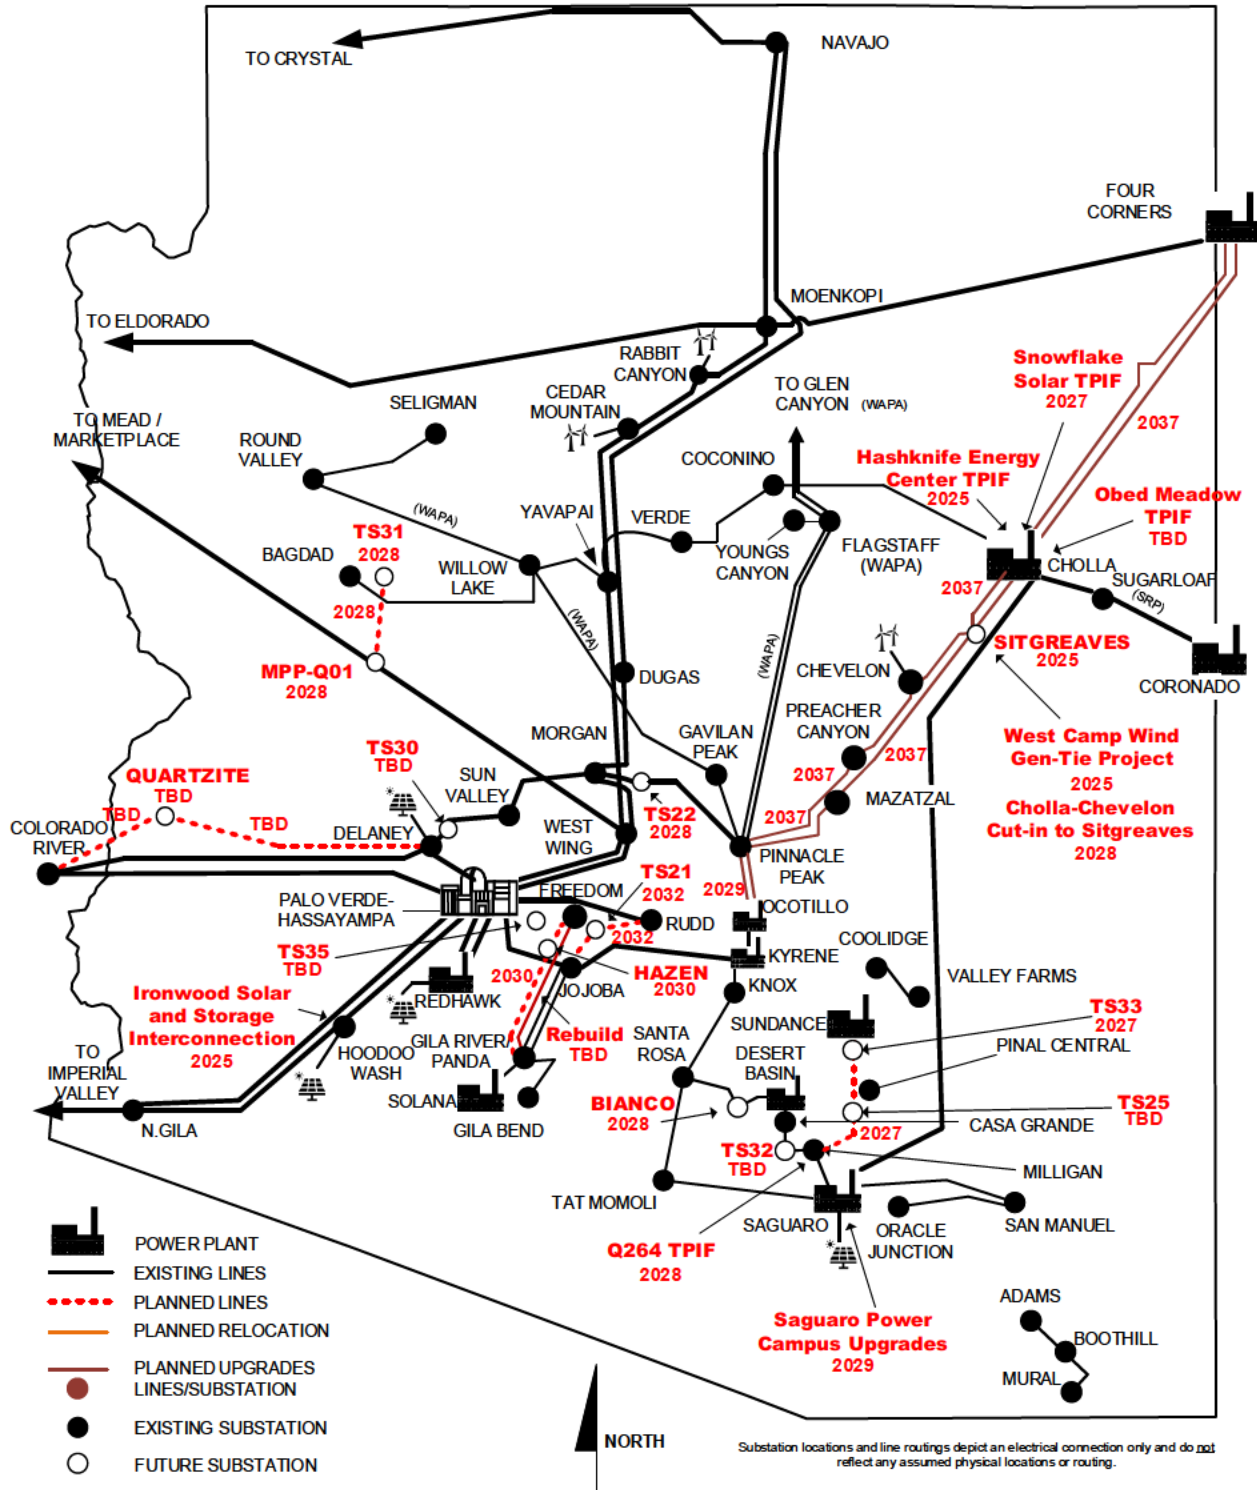 NAVAJO
TO CRYSTAL
FOUR
CORNERS
MOENKOPI
TO ELDORADO
RABBIT
CANYON
Snowflake
Solar TPIF
2027
TO GLEN
CANYON (WAPA)
CEDAR
MOUNTAIN
SELIGMAN
TO MEAD /
MARKETPLACE
2037
ROUND
VALLEY
COCONINO
Hashknife Energy
Center TPIF
2025
Obed Meadow
TPIF
TBD
(WAPA)
YAVAPAI
VERDE
TS31
2028
BAGDAD
WILLOW
LAKE
YOUNGS
CANYON
FLAGSTAFF
(WAPA)
CHOLLA
SUGARLOAF
(SRP)
2037
2028
(WAPA)
(WAPA)
SITGREAVES
2025
MPP-Q01
2028
DUGAS
CHEVELON
CORONADO
PREACHER
CANYON
MORGAN
GAVILAN
PEAK
West Camp Wind
Gen-Tie Project
2025
Cholla-Chevelon
Cut-in to Sitgreaves
2028
TS30
TBD
2037
2037
QUARTZITE
TBD
SUN
VALLEY
MAZATZAL
TS22
2028
2037
TBD
TBD
COLORADO
RIVER
DELANEY
WEST
WING
PINNACLE
PEAK
TS21
2032
2029
FREEDOM
PALO VERDE-
HASSAYAMPA
OCOTILLO
RUDD
2032
TS35
TBD
COOLIDGE
KYRENE
HAZEN
2030
2030
VALLEY FARMS
KNOX
REDHAWK
JOJOBA
Ironwood Solar
and Storage
Interconnection
2025
SUNDANCE
TS33
2027
Rebuild
TBD
SANTA
ROSA
GILA RIVER/
PANDA
HOODOO
WASH
TO
IMPERIAL
VALLEY
DESERT
BASIN
PINAL CENTRAL
SOLANA
BIANCO
2028
TS25
TBD
N.GILA
GILA BEND
CASA GRANDE
2027
TS32
TBD
MILLIGAN
TAT MOMOLI
SAGUARO
ORACLE
JUNCTION
SAN MANUEL
Q264 TPIF
2028
Saguaro Power
Campus Upgrades
2029
ADAMS
BOOTHILL
MURAL
POWER PLANT
EXISTING LINES
PLANNED LINES
PLANNED RELOCATION
PLANNED UPGRADES
LINES/SUBSTATION
EXISTING SUBSTATION
FUTURE SUBSTATION
NORTH
Substation locations and line routings depict an electrical connection only and do not
reflect any assumed physical locations or routing.